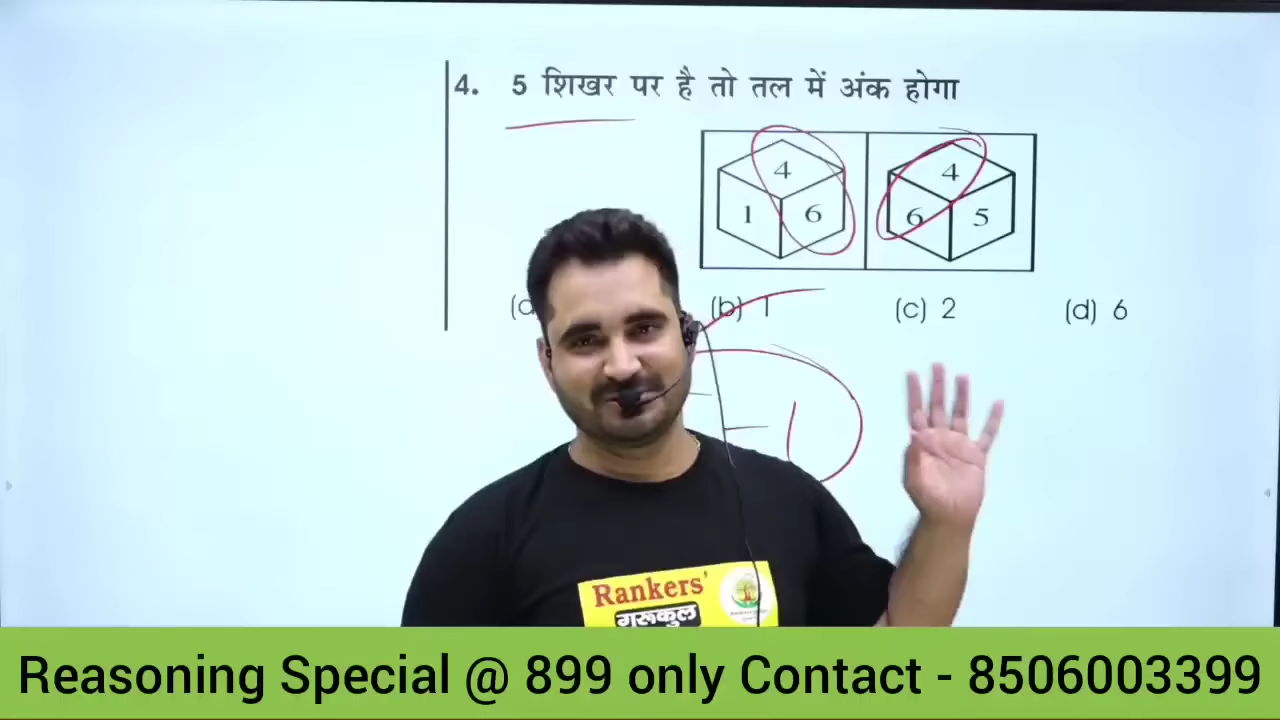 4. 5 शिखर पर है तो तल में अंक होगा
4 4
1 6 6 5
(b) 1 (c) 2 (d) 6
Rankers'
गुरूकुल
Reasoning Special @ 899 only Contact - 8506003399